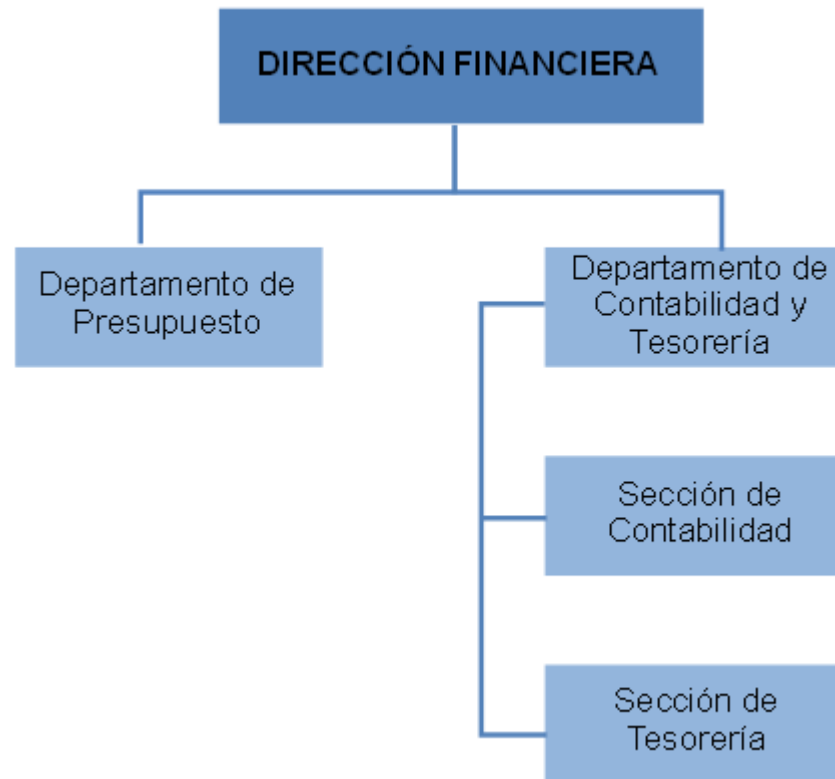 DIRECCIÓN FINANCIERA
Departamento de
Presupuesto
Departamento de
Contabilidad y
Tesorería
Sección de
Contabilidad
Sección de
Tesorería